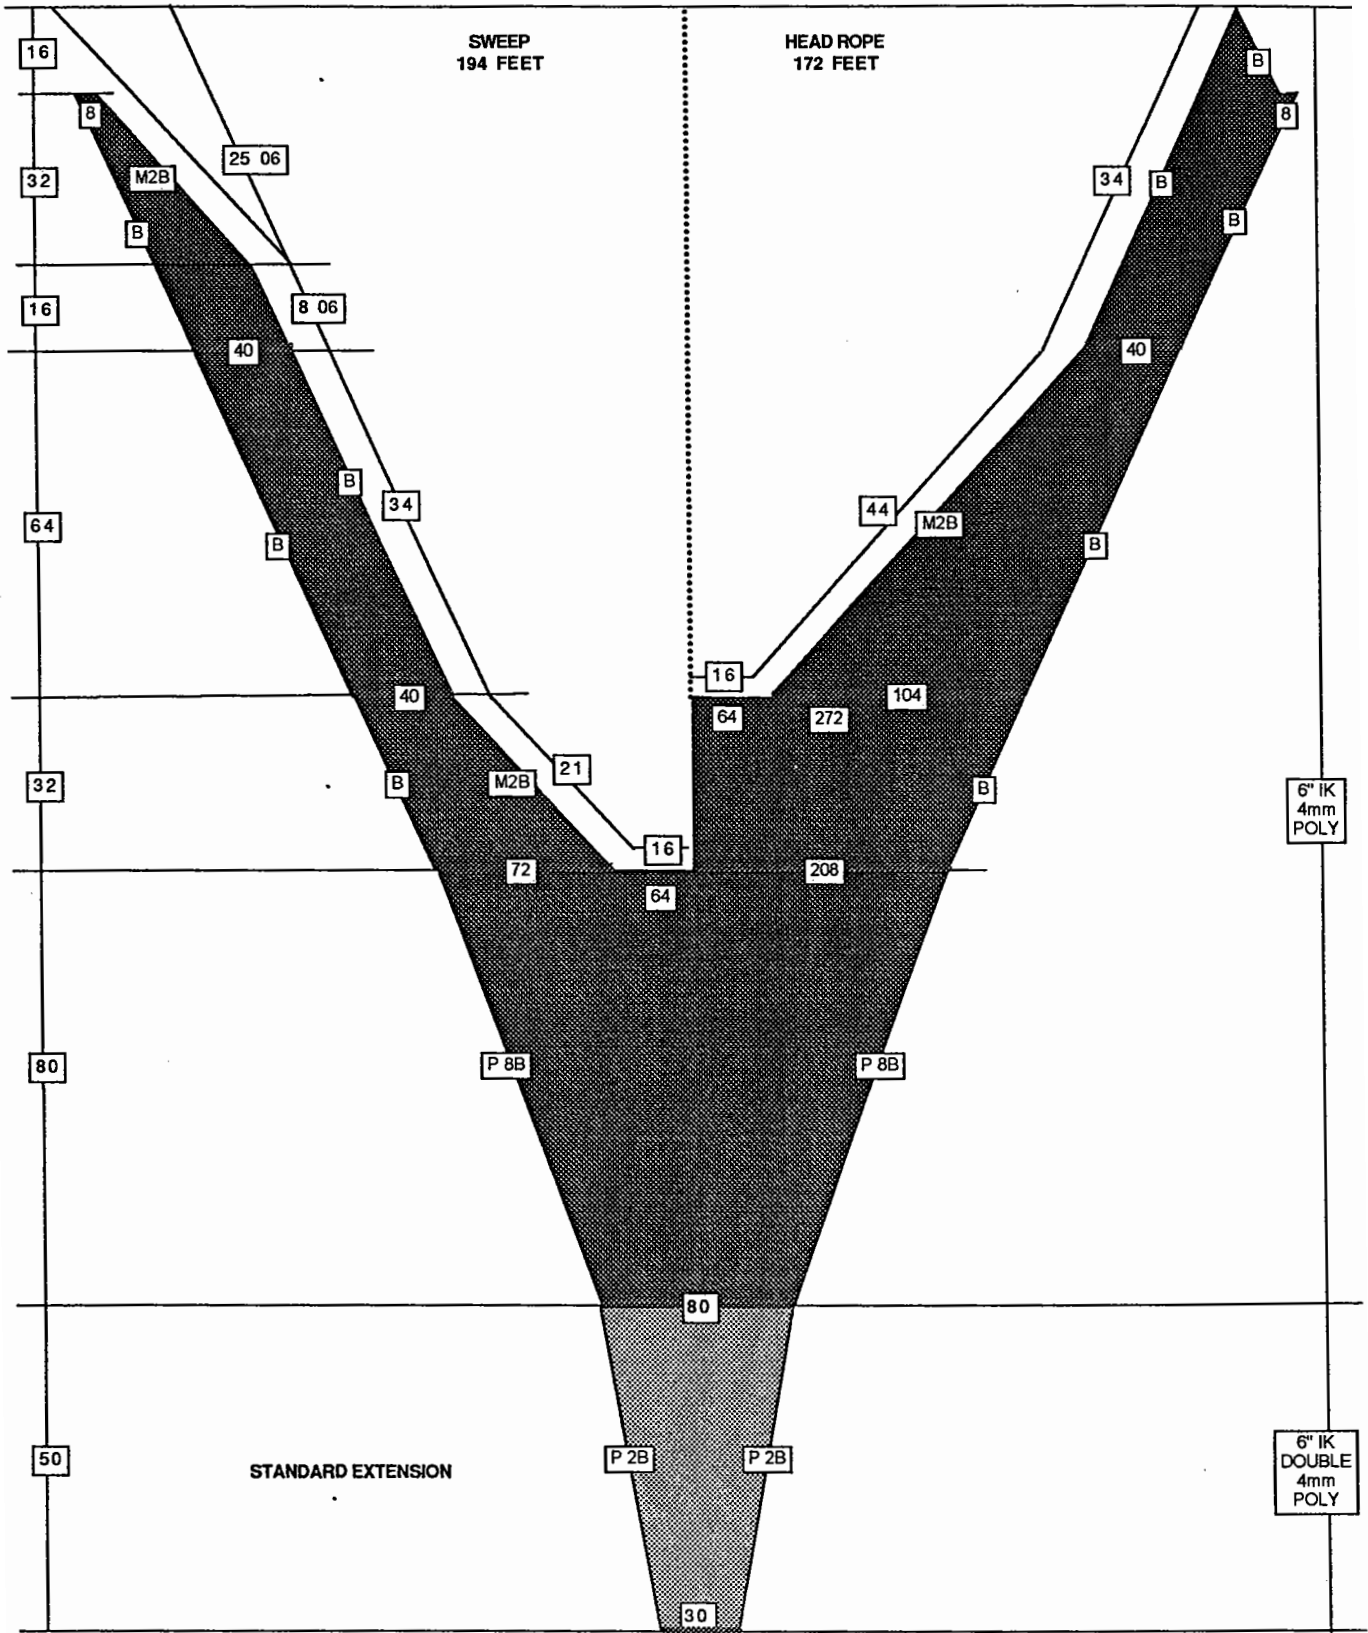 SWEEP
194 FEET
HEAD ROPE
172 FEET
16
B
8
8
25 06
M2B
32
34
B
B
B
16
8 06
40
40
B
34
44
M2B
64
B
B
16
40
104
64
272
21
M2B
32
B
B
6" IK
4mm
POLY
16
72
208
64
80
P 8B
P 8B
80
50
STANDARD EXTENSION
P 2B
P 2B
6" IK
DOUBLE
4mm
POLY
30